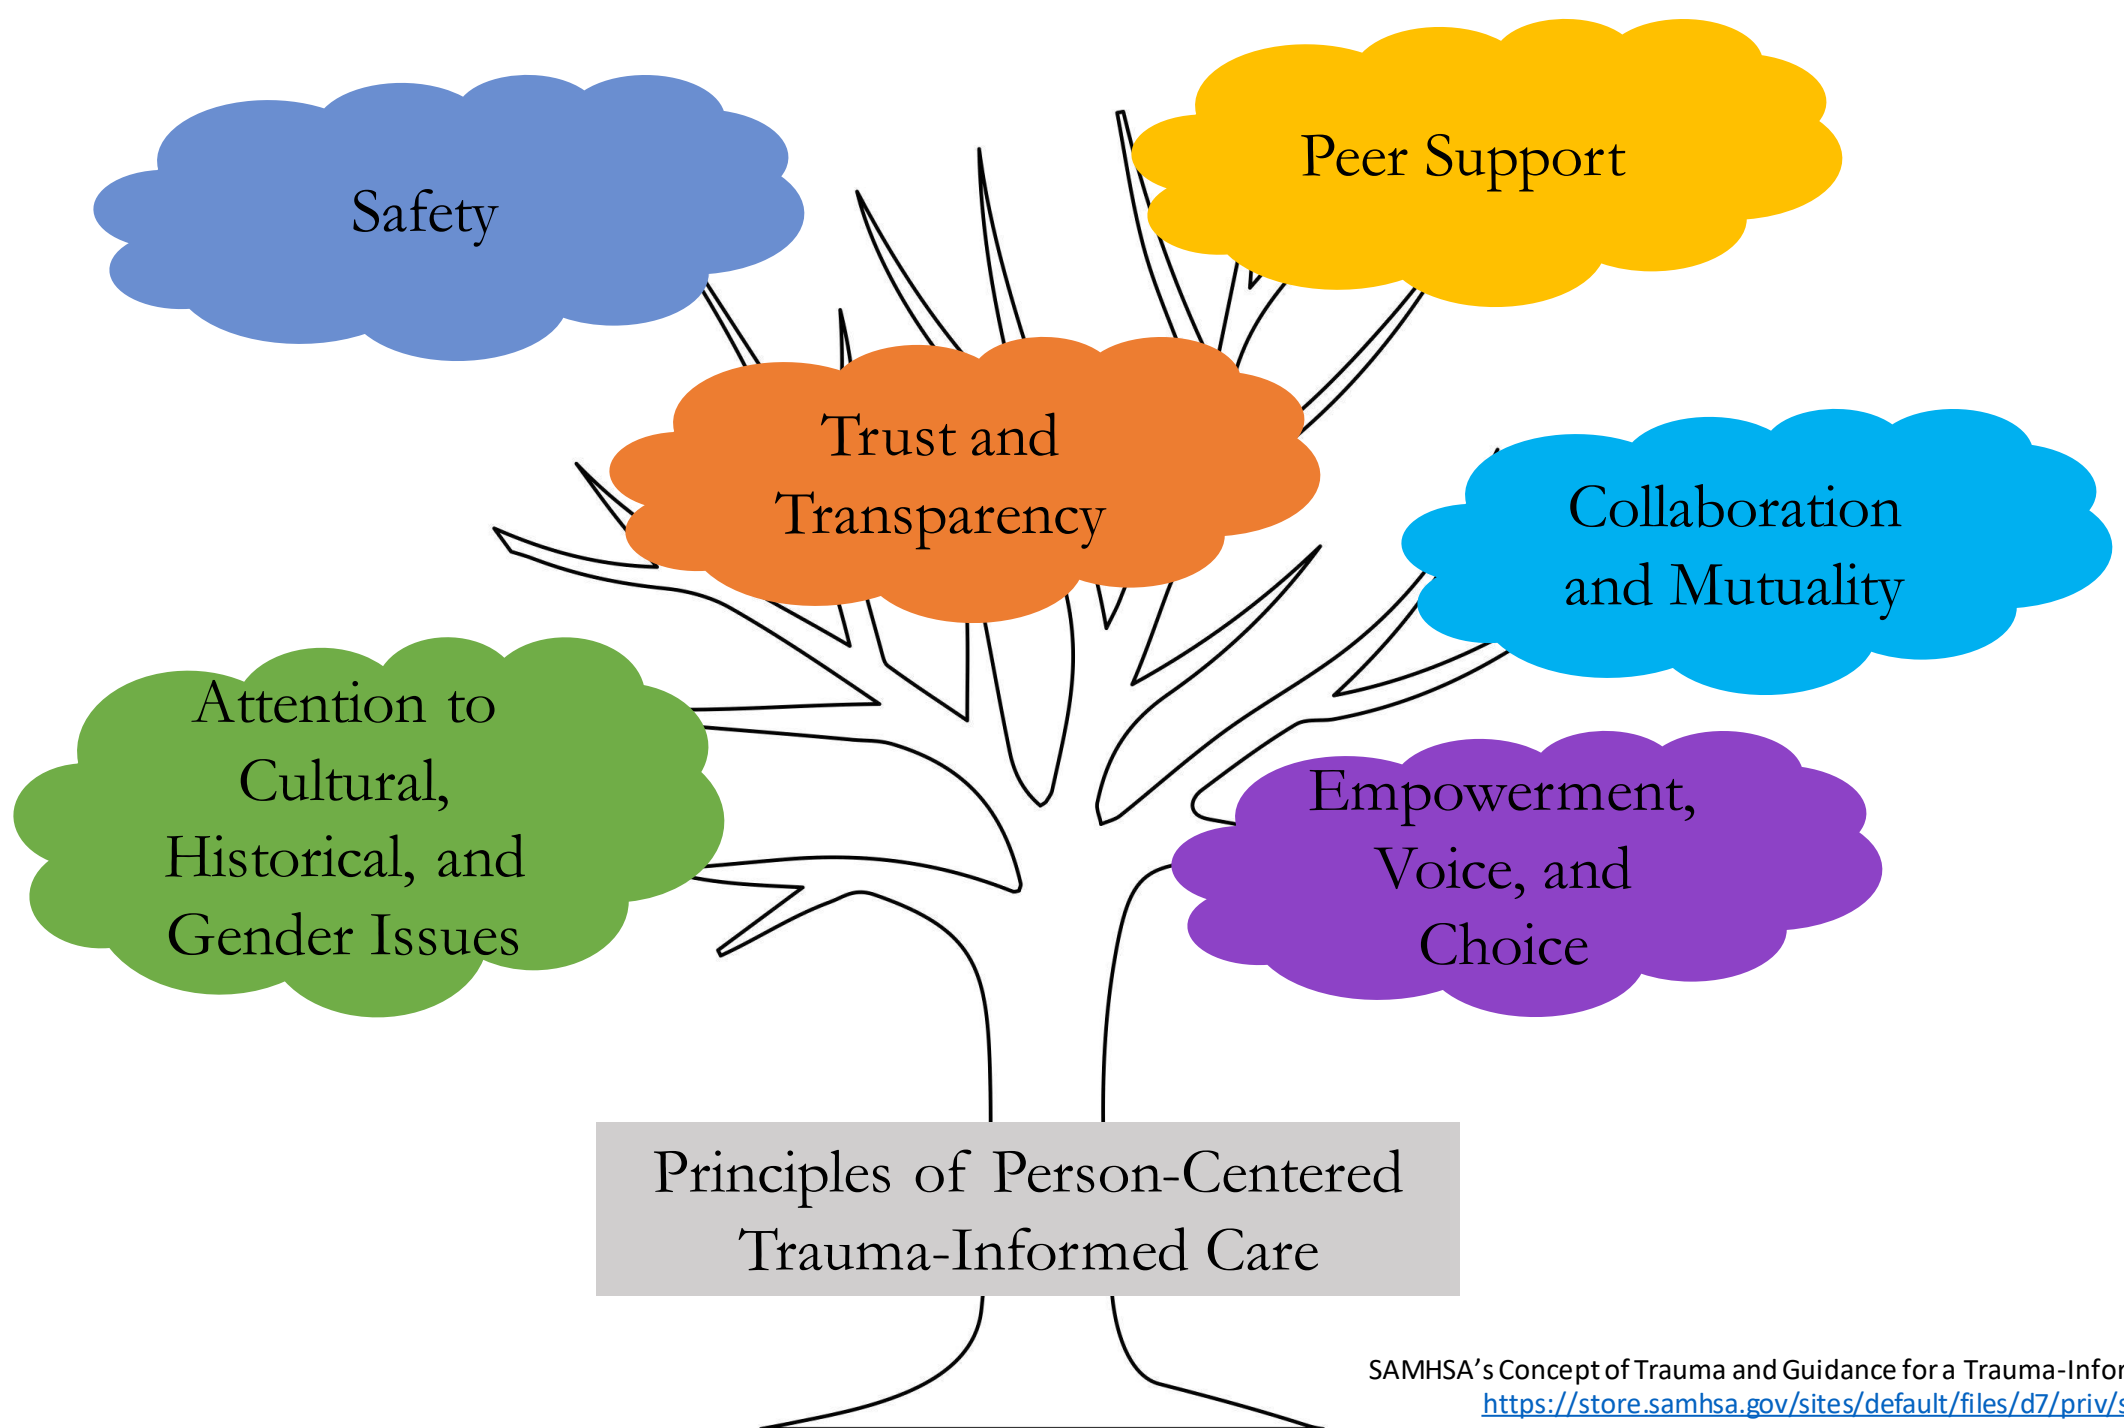 Safety
Peer Support
Trust and
Transparency
Collaboration
and Mutuality
Attention to
Cultural,
Historical, and
Gender Issues
Empowerment,
Voice, and
Choice
Principles of Person-Centered
Trauma-Informed Care
SAMHSA's Concept of Trauma and Guidance for a Trauma-Infor
https://store.samhsa.gov/sites/default/files/d7/priv/s